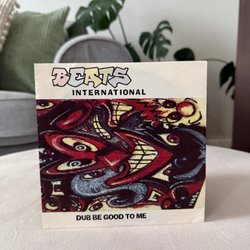 BEATS
INTERNATIONAL
DUB BE GOOD TO ME